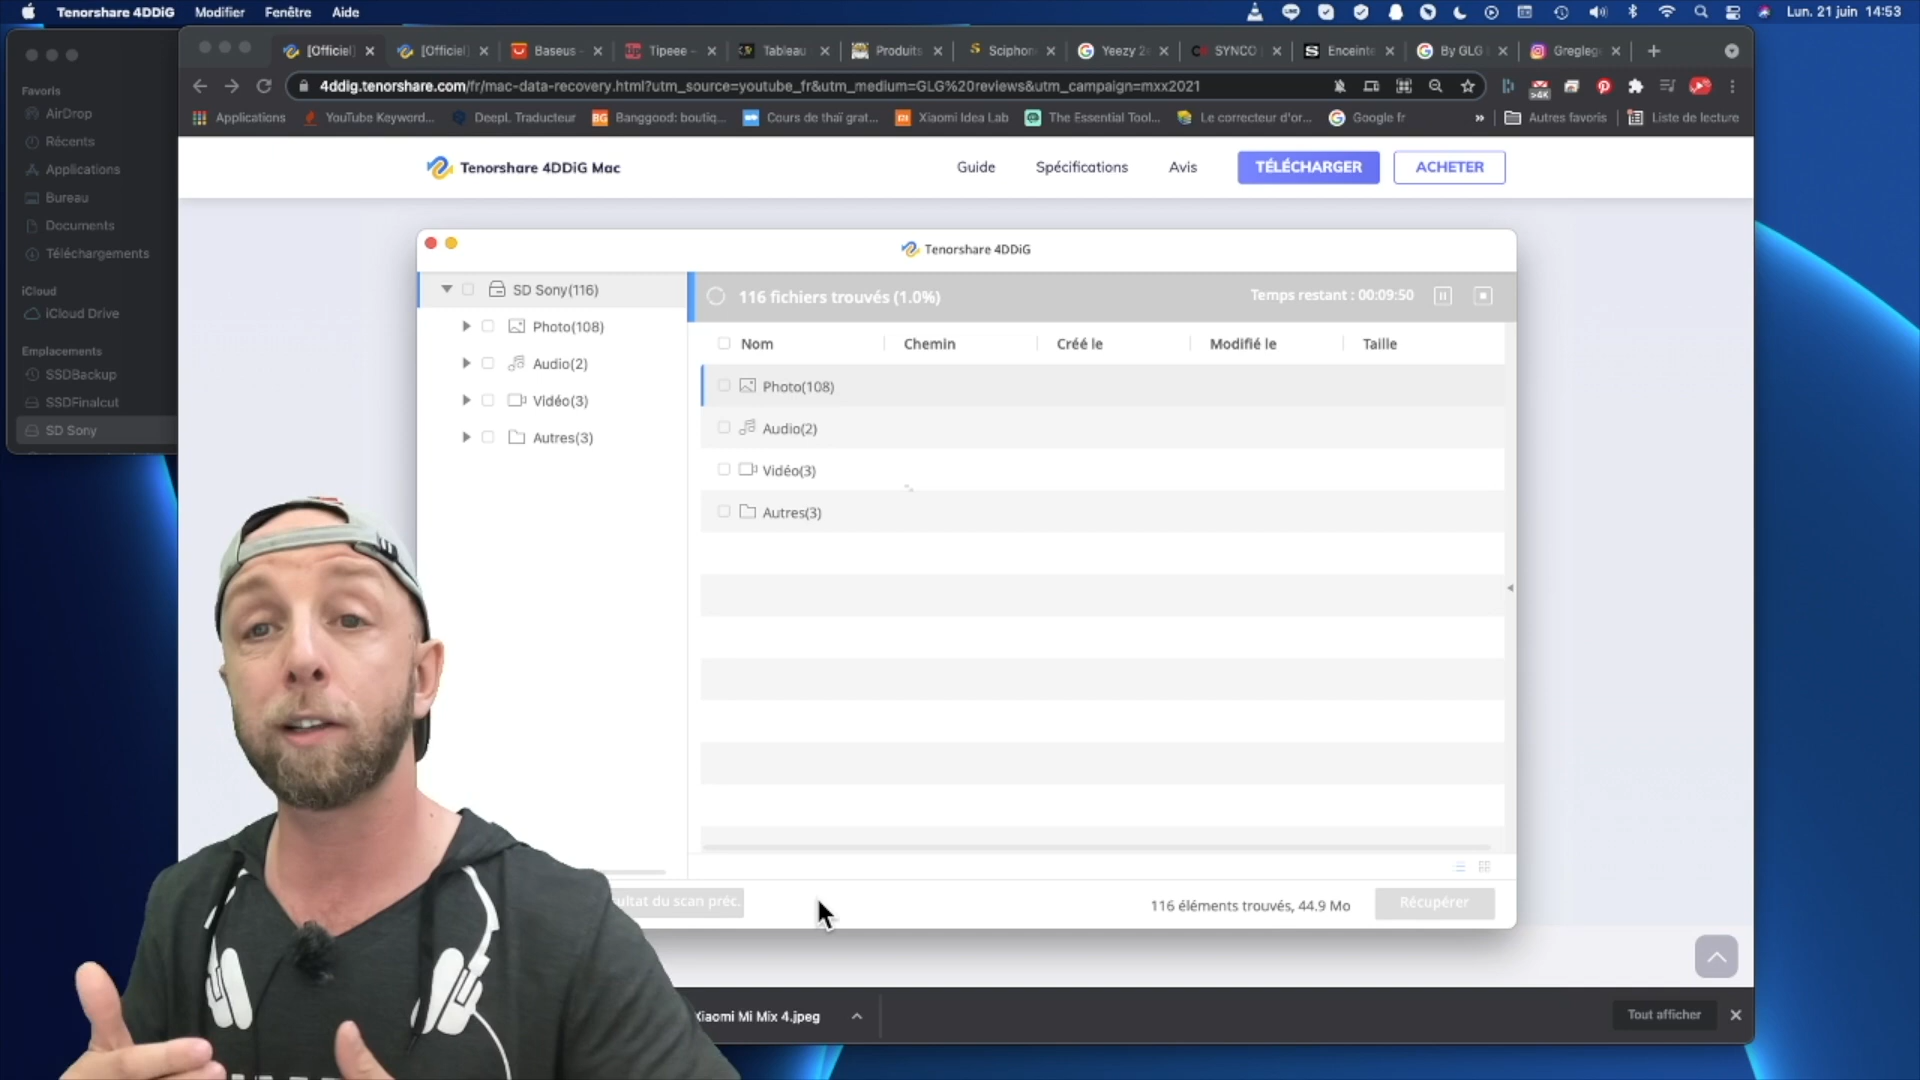 Tenorshare 4DDiG Modifier Fenêtre Aide
Lun. 21 juin 14:53
[Officiel] [Officiel] Baseus - Tipeee - Tableau Produits Sciphon Yeezy SYNCO Enceinte By GLG Gregleg
4ddig.tenorshare.com/fr/mac-data-recovery.html?utm_source=youtube_fr&utm_medium=GLG%20reviews&utm_campaign=mxx2021
>4K
Applications YouTube Keyword... DeepL Traducteur Banggood: boutiq... Cours de thaï grat... Xiaomi Idea Lab The Essential Tool... Le correcteur d'or... Google fr » Autres favoris Liste de lecture
Favoris
AirDrop
Récents
Applications
Bureau
Documents
Téléchargements
iCloud
iCloud Drive
Emplacements
SSDBackup
SSDFinalcut
SD Sony
Tenorshare 4DDiG Mac
Guide Spécifications Avis TÉLÉCHARGER ACHETER
Tenorshare 4DDiG
SD Sony(116)
Photo(108)
Audio(2)
Vidéo(3)
Autres(3)
116 fichiers trouvés (1.0%)
Temps restant : 00:09:50
Nom Chemin Créé le Modifié le Taille
Photo(108)
Audio(2)
Vidéo(3)
Autres(3)
ultat du scan préc.
116 éléments trouvés, 44.9 Mo
Récupérer
Xiaomi Mi Mix 4.jpeg
Tout afficher